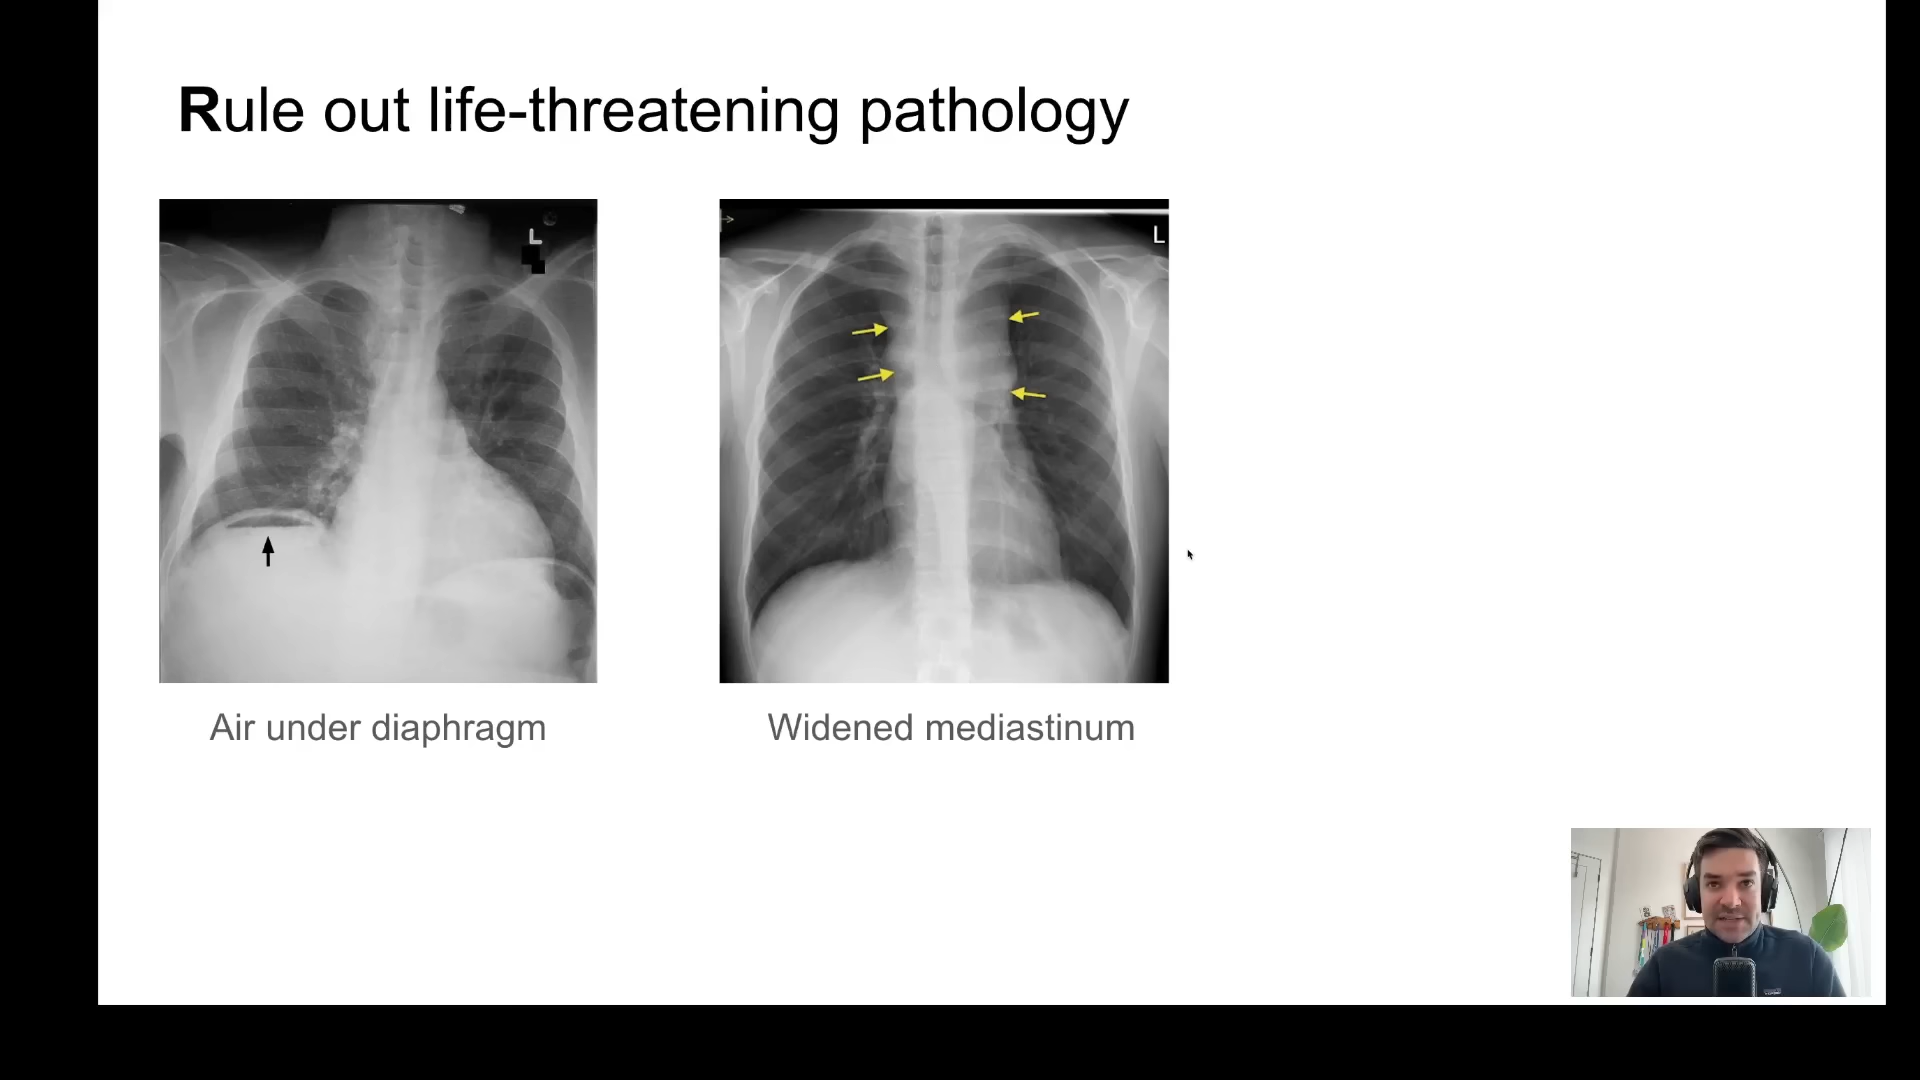 Rule out life-threatening pathology
L
L
Air under diaphragm
Widened mediastinum